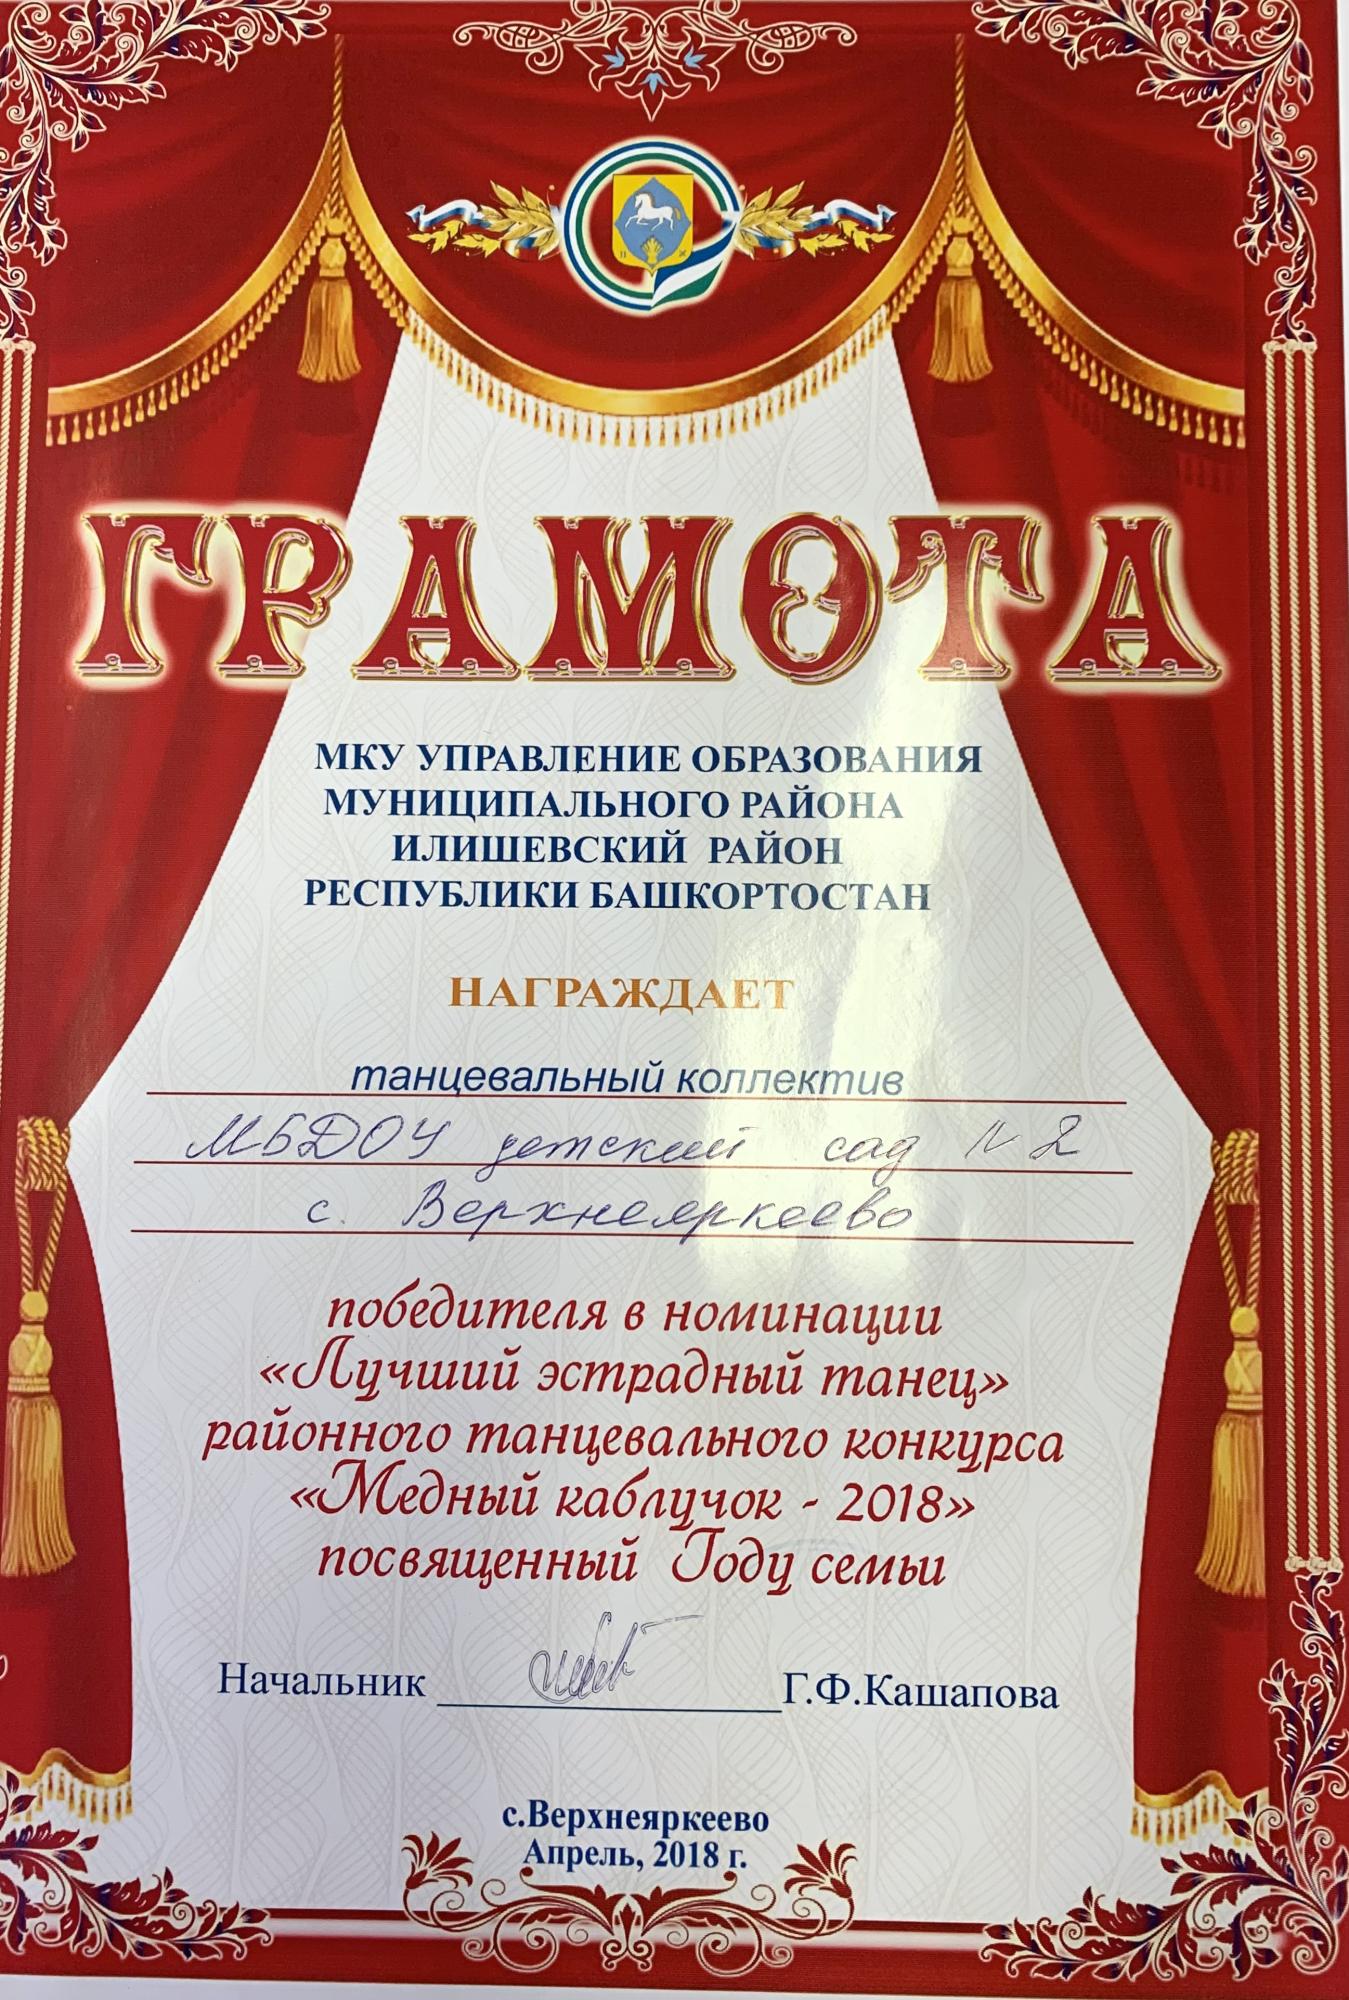 ГРАМОТА
МКУ УПРАВЛЕНИЕ ОБРАЗОВАНИЯ
МУНИЦИПАЛЬНОГО РАЙОНА
ИЛИШЕВСКИЙ РАЙОН
РЕСПУБЛИКИ БАШКОРТОСТАН
НАГРАЖДАЕТ
танцевальный коллектив
МБДОУ детский сад N 2
с. Верхнеяркеево
победителя в номинации
«Лучший эстрадный танец»
районного танцевального конкурса
«Медный каблучок - 2018»
посвященный Году семьи
Начальник Г.Ф.Кашапова
с.Верхнеяркеево
Апрель, 2018 г.